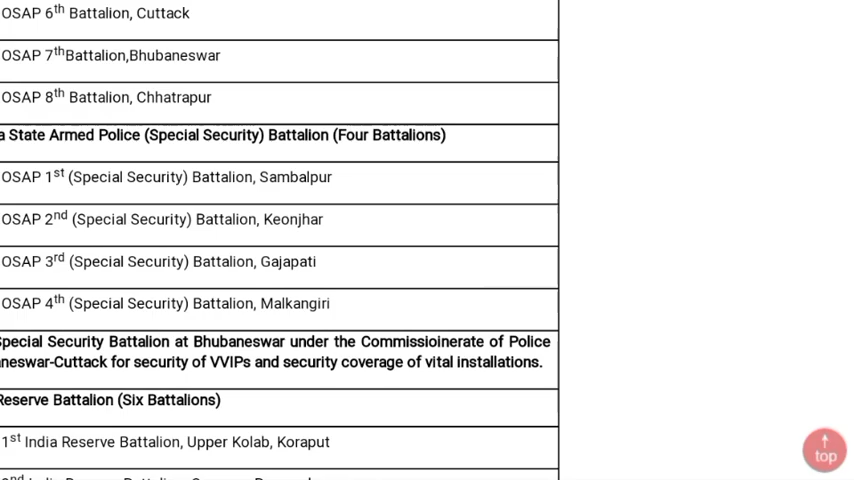 OSAP 6th Battalion, Cuttack
OSAP 7thBattalion,Bhubaneswar
OSAP 8th Battalion, Chhatrapur
a State Armed Police (Special Security) Battalion (Four Battalions)
OSAP 1st (Special Security) Battalion, Sambalpur
OSAP 2nd (Special Security) Battalion, Keonjhar
OSAP 3rd (Special Security) Battalion, Gajapati
OSAP 4th (Special Security) Battalion, Malkangiri
Special Security Battalion at Bhubaneswar under the Commissioinerate of Police
aneswar-Cuttack for security of VVIPs and security coverage of vital installations.
Reserve Battalion (Six Battalions)
1st India Reserve Battalion, Upper Kolab, Koraput
top